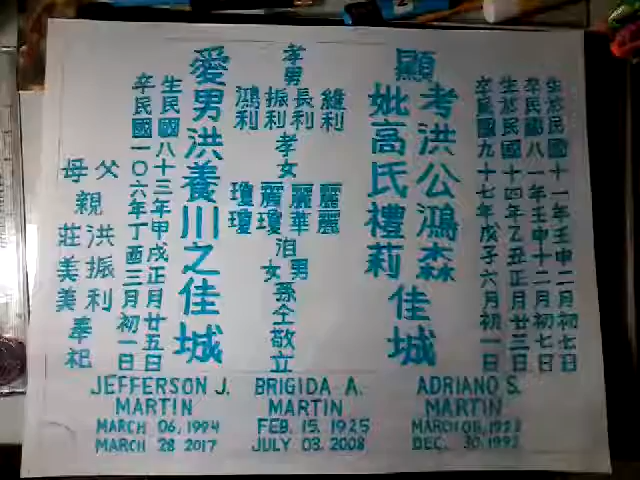 生於民國十一年壬申二月初七日
卒民國八一年壬申十二月初七日
生於民國十四年乙丑正月廿三日
卒民國九十七年戊子六月初一日
顯
考洪公鴻森
妣高氏禮莉
佳城
孝男
縫利
長利
振利
鴻利
孝女
麗麗
麗華
麗瓊
瓊瓊
男
女
孫仝敬立
愛男洪養川之佳城
生民國八十三年甲戌正月廿五日
卒民國一〇六年丁酉三月初一日
父 洪振利
母 莊美美
親
奉祀
JEFFERSON J.
MARTIN
MARCH 06, 1994
MARCH 28 2017
BRIGIDA A.
MARTIN
FEB. 15. 1925
JULY 03. 2008
ADRIANO S.
MARTIN
DEC. 30, 1992